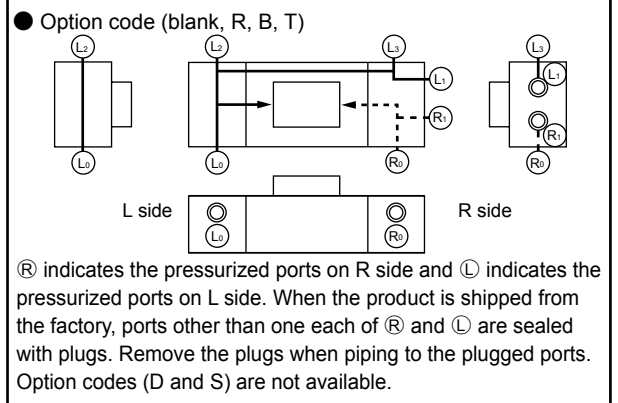 ● Option code (blank, R, B, T)
L2 L2 L3 L3
L1 L1
R1 R1
L0 L0 R0 R0
L side R side
L0 R0
Ⓡ indicates the pressurized ports on R side and Ⓛ indicates the
pressurized ports on L side. When the product is shipped from
the factory, ports other than one each of Ⓡ and Ⓛ are sealed
with plugs. Remove the plugs when piping to the plugged ports.
Option codes (D and S) are not available.